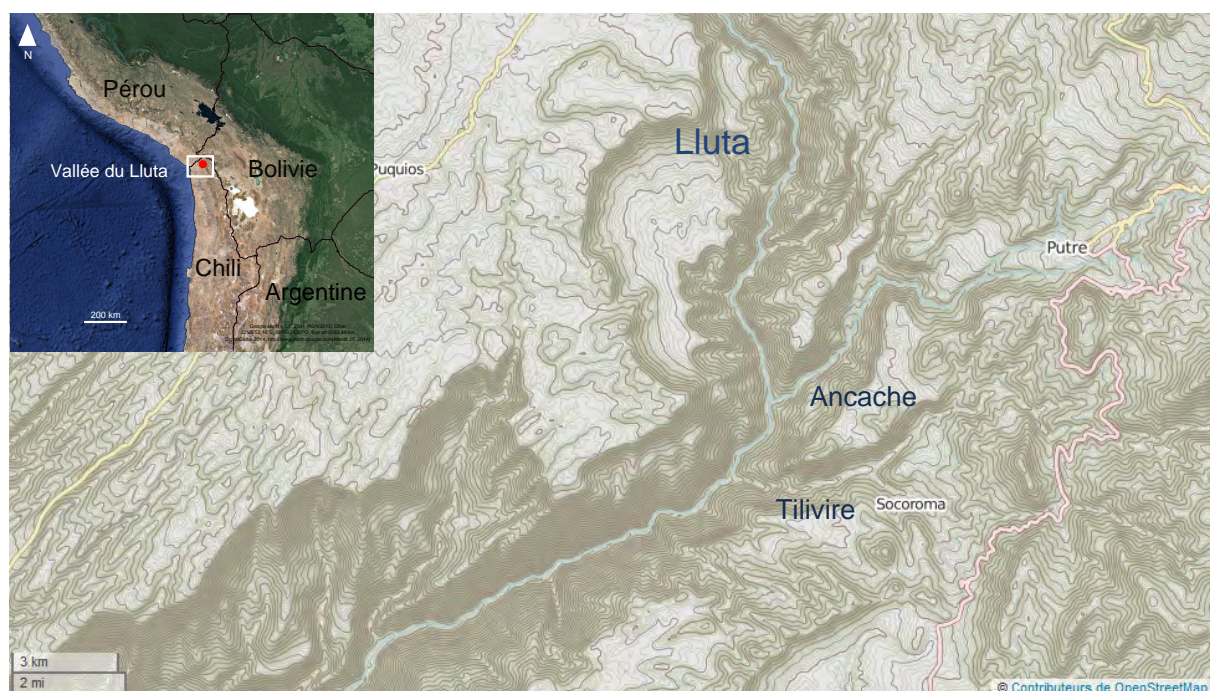 N
Pérou
Vallée du Lluta
Bolivie
Chili
Argentine
200 km
Lluta
Puquios
Putre
Ancache
Tilivire
Socoroma
3 km
2 mi
© Contributeurs de OpenStreetMap